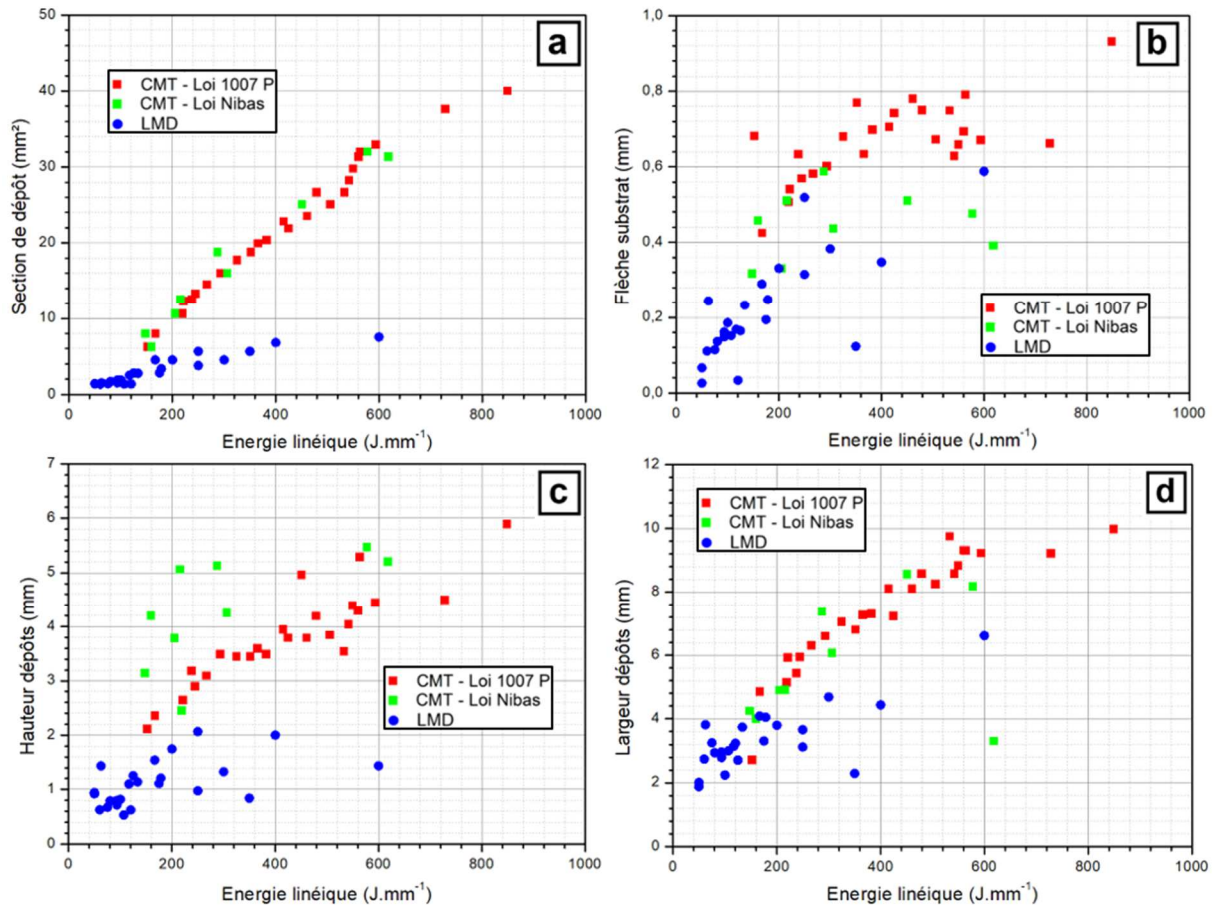 a
Section de dépôt (mm²)
50
40
30
20
10
0
CMT - Loi 1007 P
CMT - Loi Nibas
LMD
0 200 400 600 800 1000
Energie linéique (J.mm⁻¹)
b
Flèche substrat (mm)
1,0
0,8
0,6
0,4
0,2
0,0
CMT - Loi 1007 P
CMT - Loi Nibas
LMD
0 200 400 600 800 1000
Energie linéique (J.mm⁻¹)
c
Hauteur dépôts (mm)
7
6
5
4
3
2
1
0
CMT - Loi 1007 P
CMT - Loi Nibas
LMD
0 200 400 600 800 1000
Energie linéique (J.mm⁻¹)
d
Largeur dépôts (mm)
12
10
8
6
4
2
0
CMT - Loi 1007 P
CMT - Loi Nibas
LMD
0 200 400 600 800 1000
Energie linéique (J.mm⁻¹)